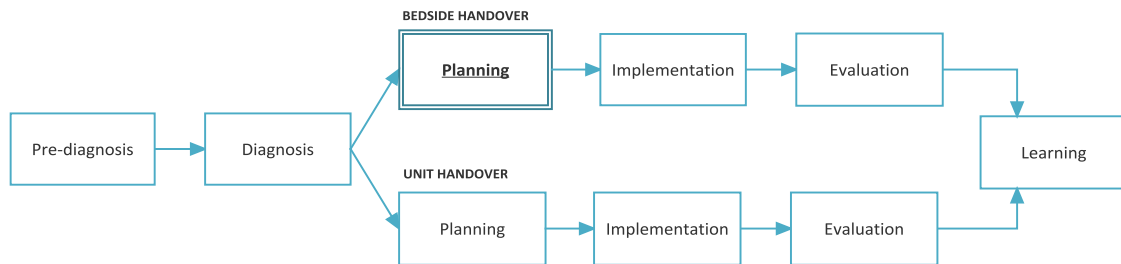 BEDSIDE HANDOVER
Planning
Implementation
Evaluation
Pre-diagnosis
Diagnosis
Learning
UNIT HANDOVER
Planning
Implementation
Evaluation